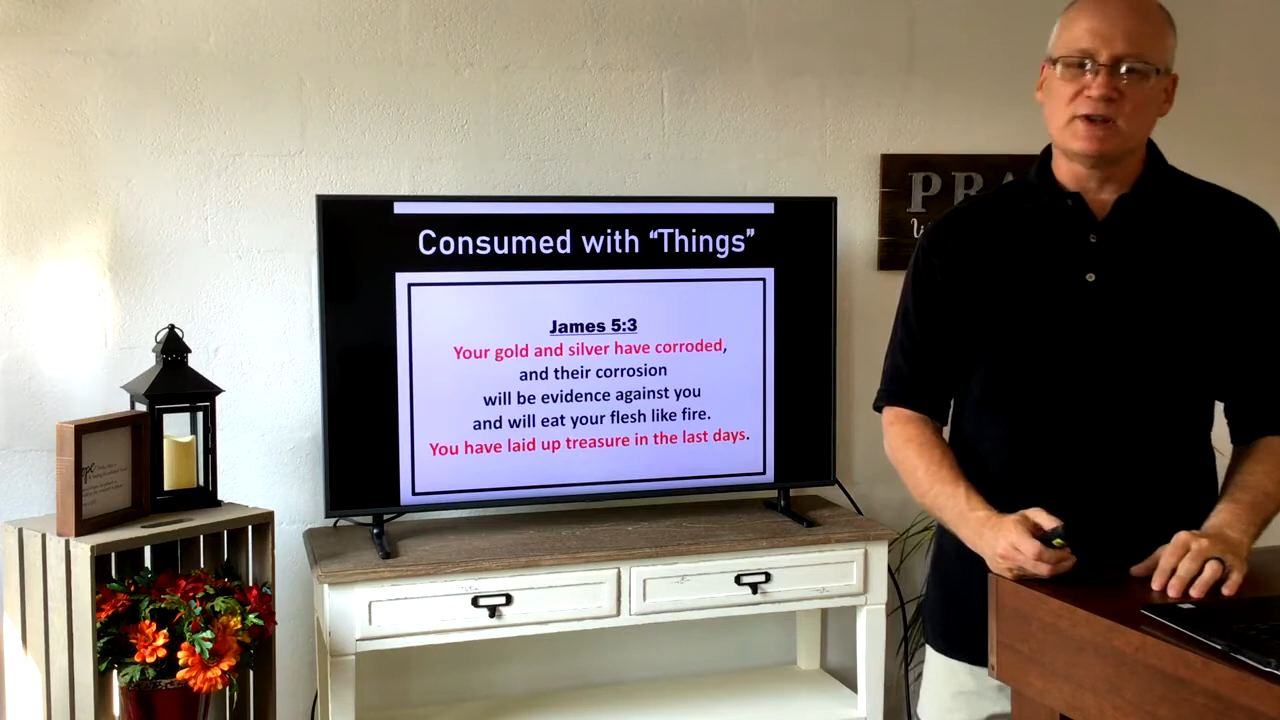 Consumed with “Things”
James 5:3
Your gold and silver have corroded,
and their corrosion
will be evidence against you
and will eat your flesh like fire.
You have laid up treasure in the last days.